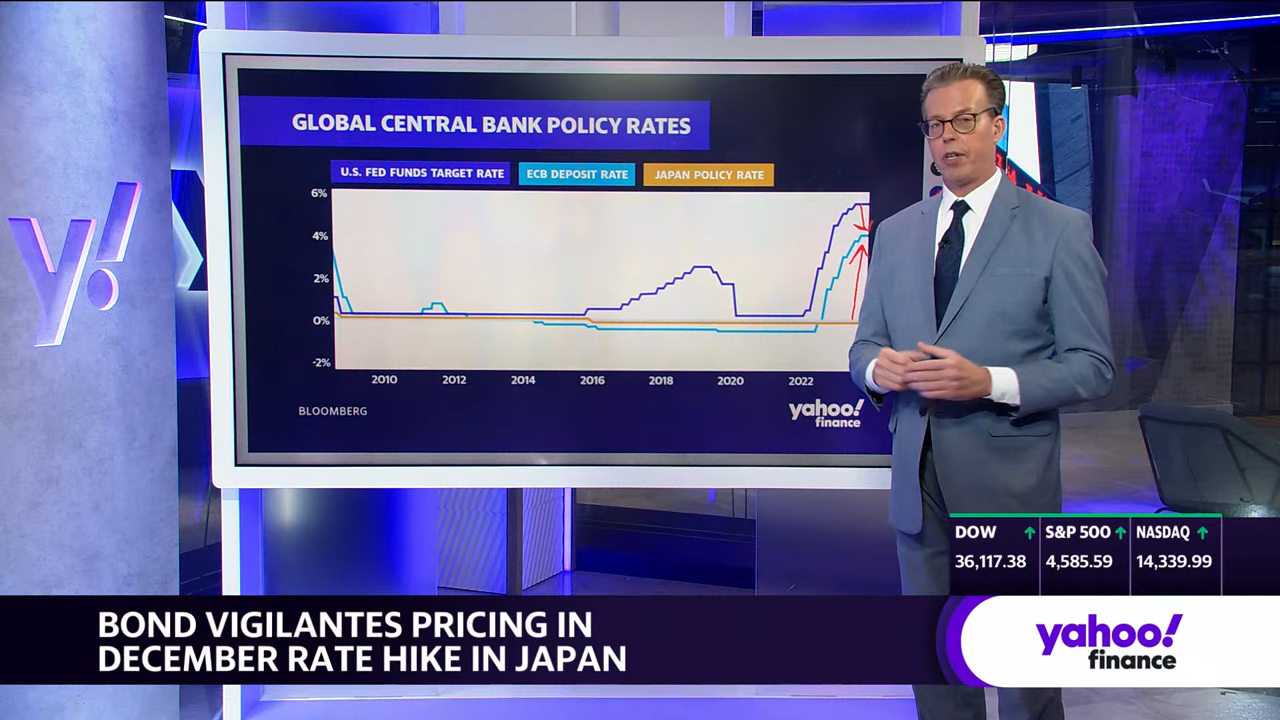 GLOBAL CENTRAL BANK POLICY RATES
U.S. FED FUNDS TARGET RATE ECB DEPOSIT RATE JAPAN POLICY RATE
6%
4%
2%
0%
-2%
2010 2012 2014 2016 2018 2020 2022
BLOOMBERG
yahoo!
finance
y!
DOW S&P 500 NASDAQ
36,117.38 4,585.59 14,339.99
BOND VIGILANTES PRICING IN
DECEMBER RATE HIKE IN JAPAN
yahoo!
finance